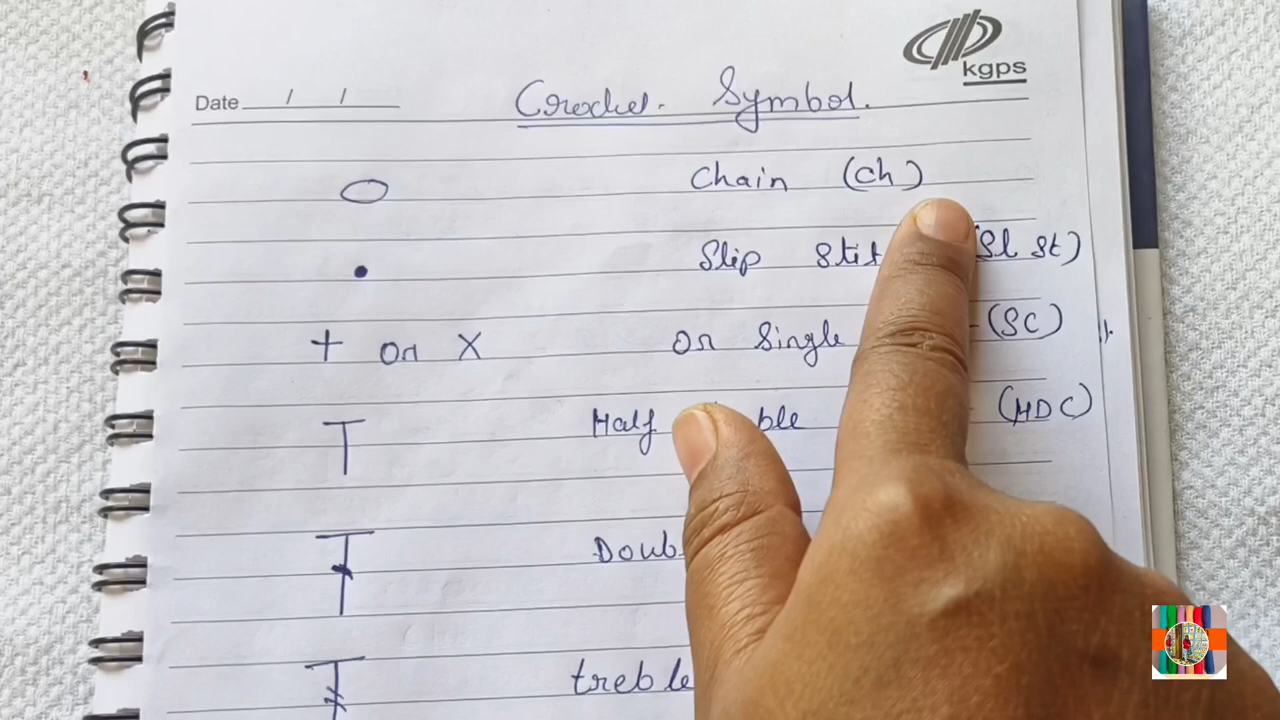 kgps
Date / /
Crochet. Symbol.
Chain (ch)
Slip Stit (Sl St)
+ or X or Single (SC)
T Half ble (HDC)
Doub
treble